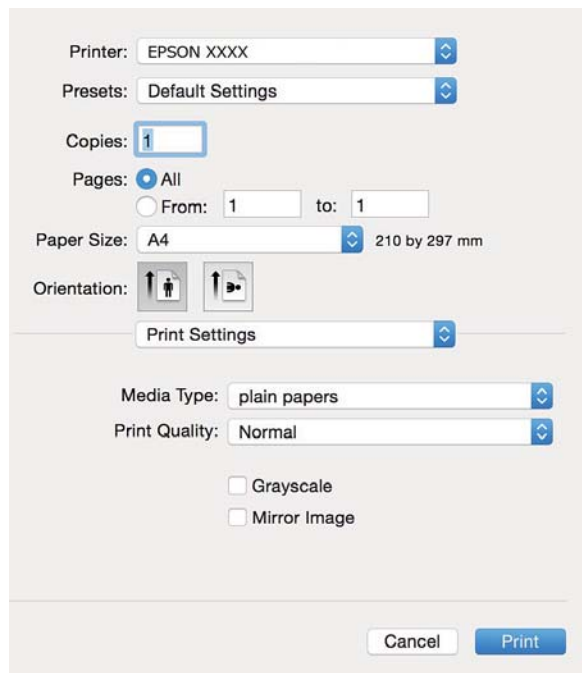 Printer: EPSON XXXX
Presets: Default Settings
Copies: 1
Pages: All
From: 1 to: 1
Paper Size: A4 210 by 297 mm
Orientation:
Print Settings
Media Type: plain papers
Print Quality: Normal
Grayscale
Mirror Image
Cancel Print